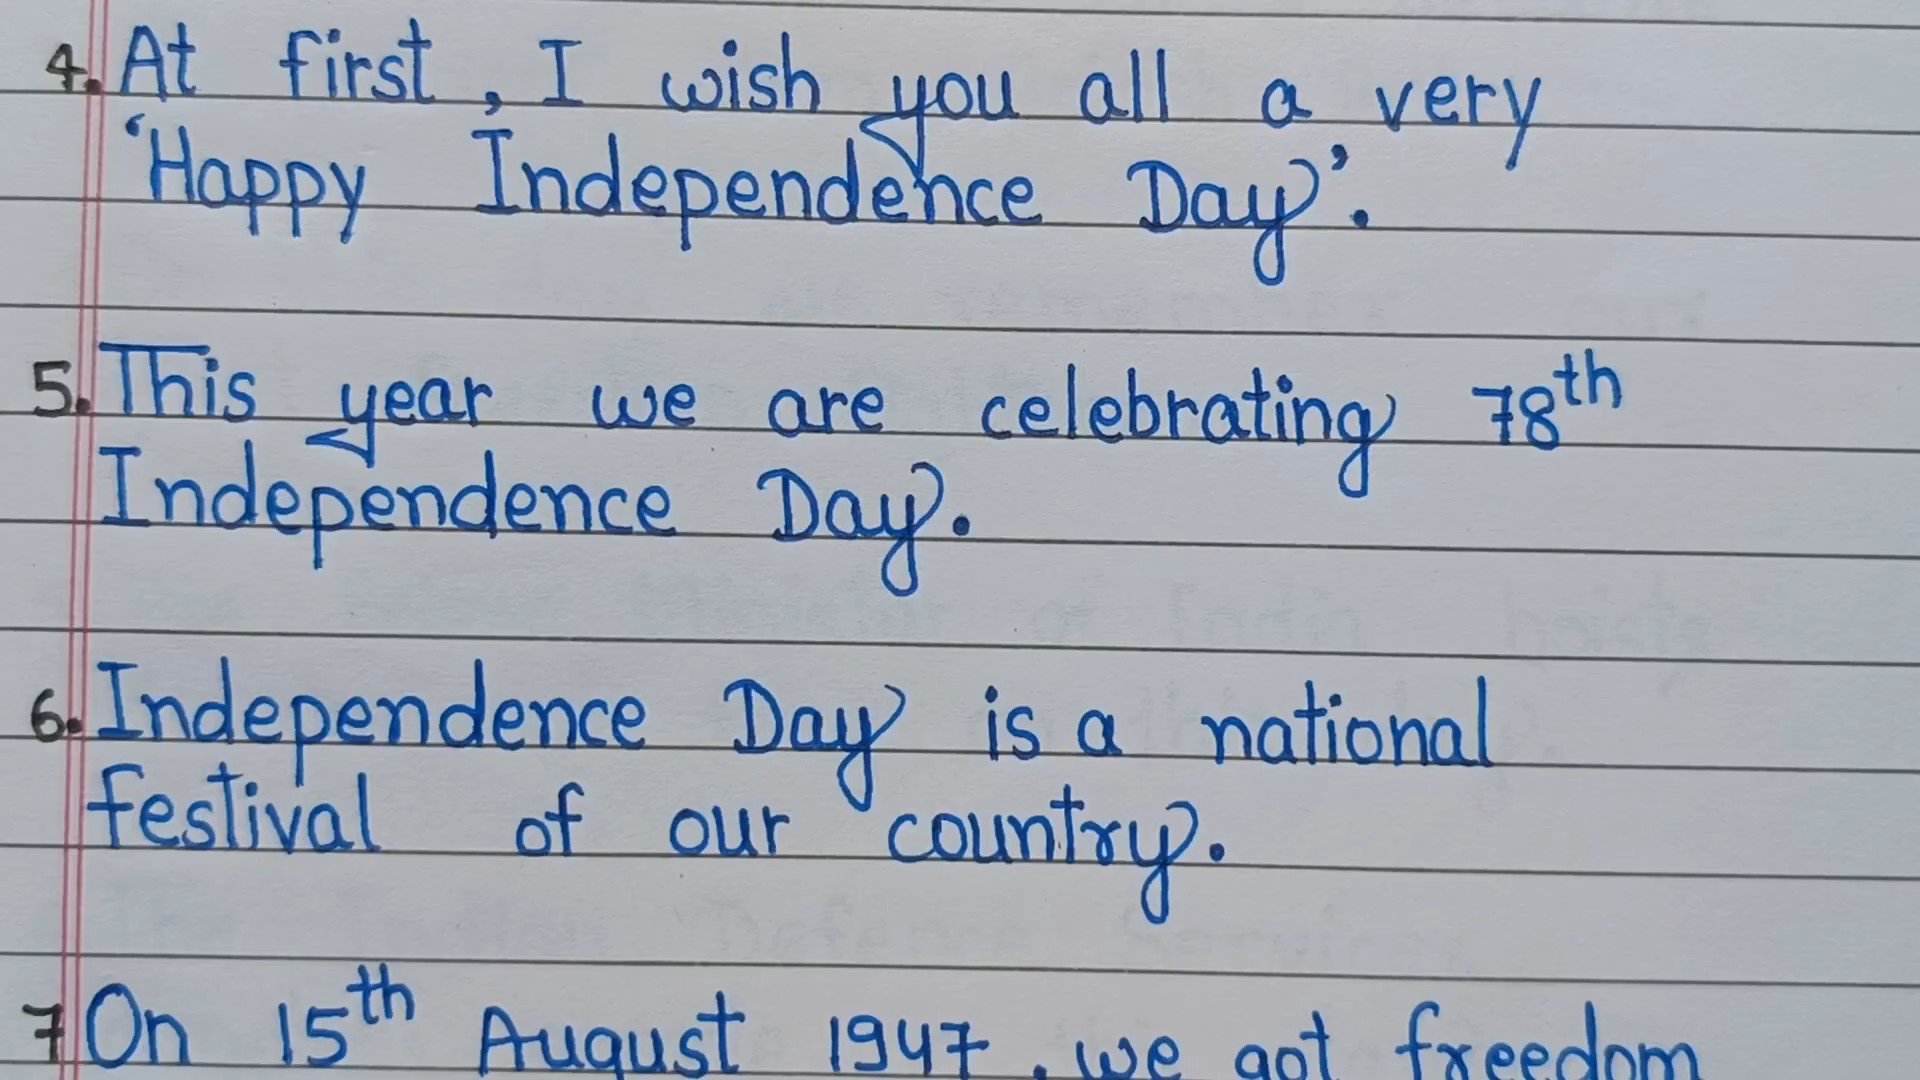 4. At first, I wish you all a very
'Happy Independence Day'.
5. This year we are celebrating 78th
Independence Day.
6. Independence Day is a national
festival of our country.
7 On 15th August 1947, we got freedom